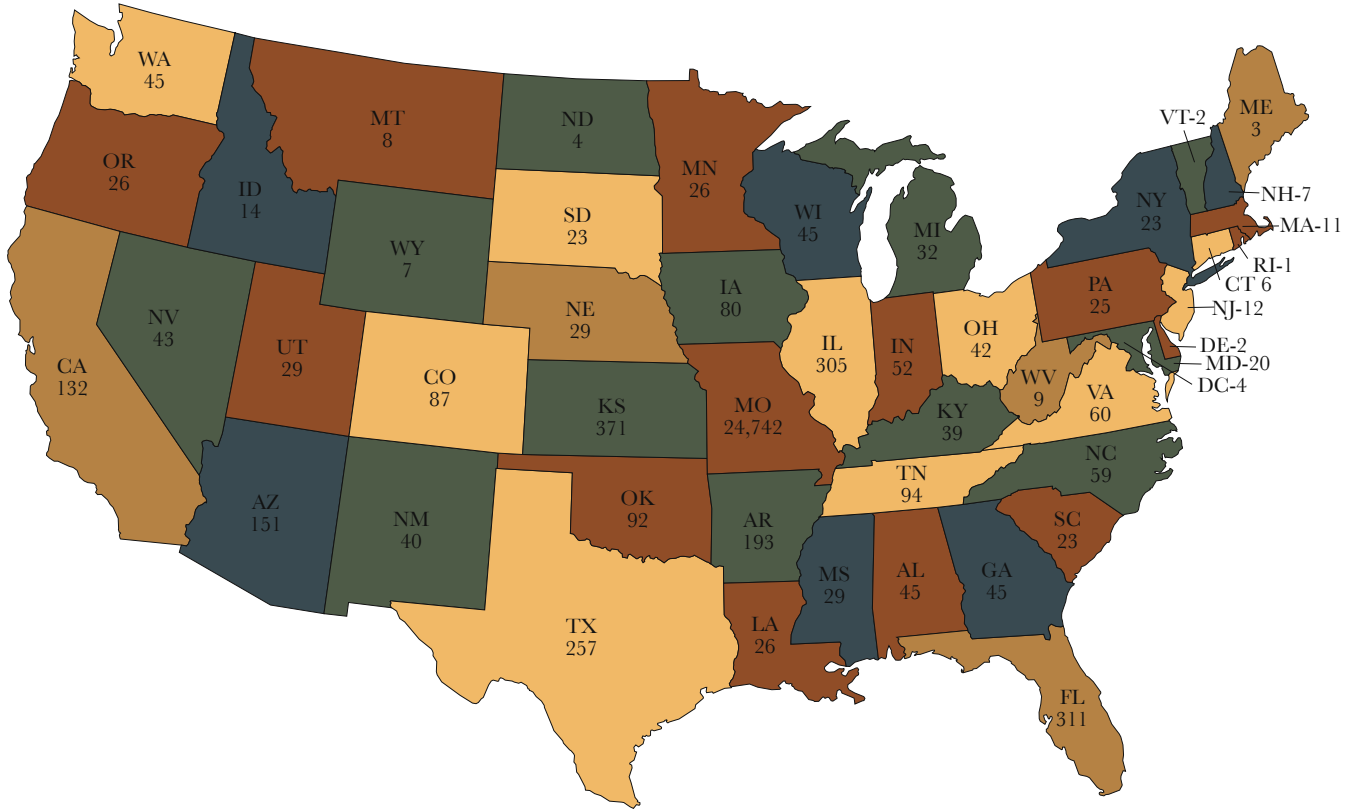 WA
45
OR
26
CA
132
NV
43
ID
14
MT
8
WY
7
UT
29
AZ
151
CO
87
NM
40
ND
4
SD
23
NE
29
KS
371
OK
92
TX
257
MN
26
IA
80
MO
24,742
AR
193
LA
26
WI
45
IL
305
MI
32
IN
52
OH
42
KY
39
TN
94
MS
29
AL
45
GA
45
FL
311
SC
23
NC
59
VA
60
WV
9
PA
25
NY
23
VT-2
ME
3
NH-7
MA-11
RI-1
CT 6
NJ-12
DE-2
MD-20
DC-4